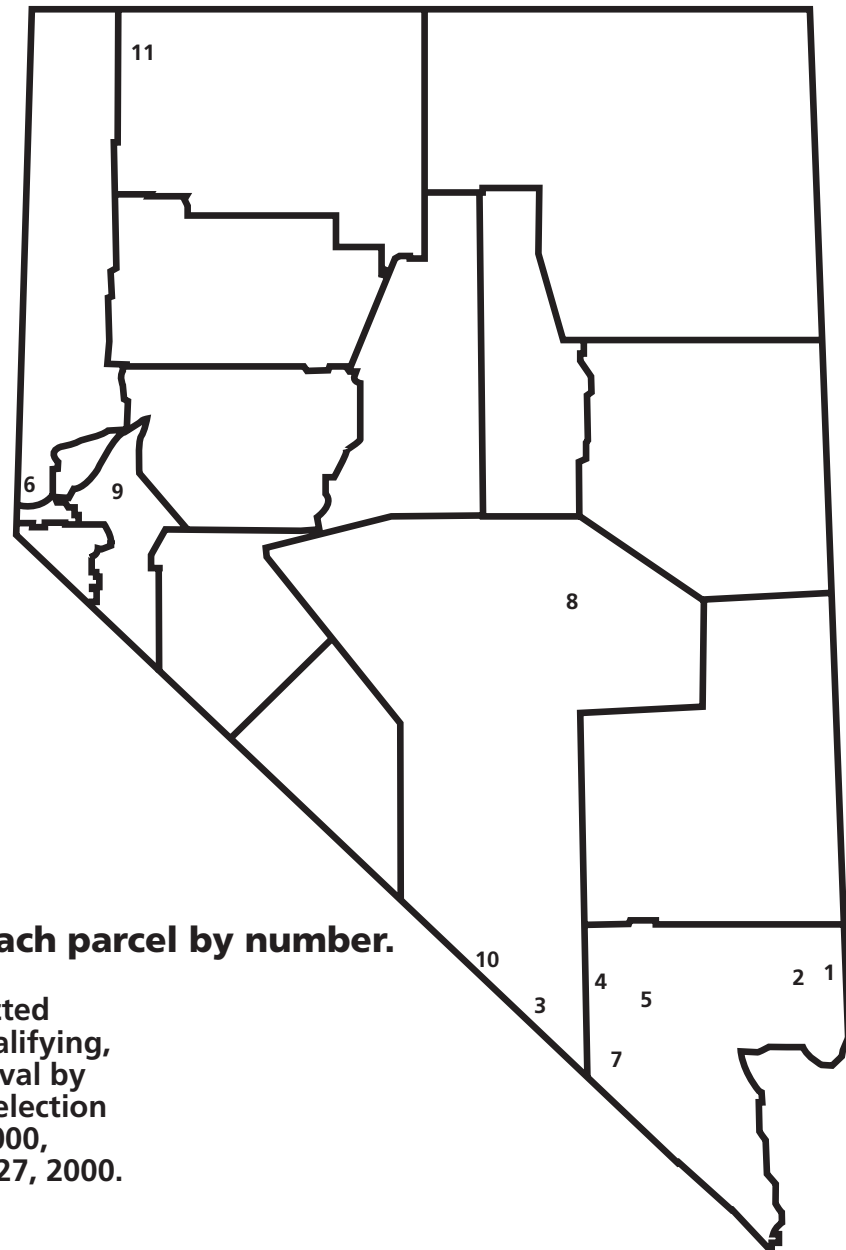 11
6
9
8
ach parcel by number.
10
4
2
1
3
5
tted
alifying,
7
val by
election
000,
27, 2000.